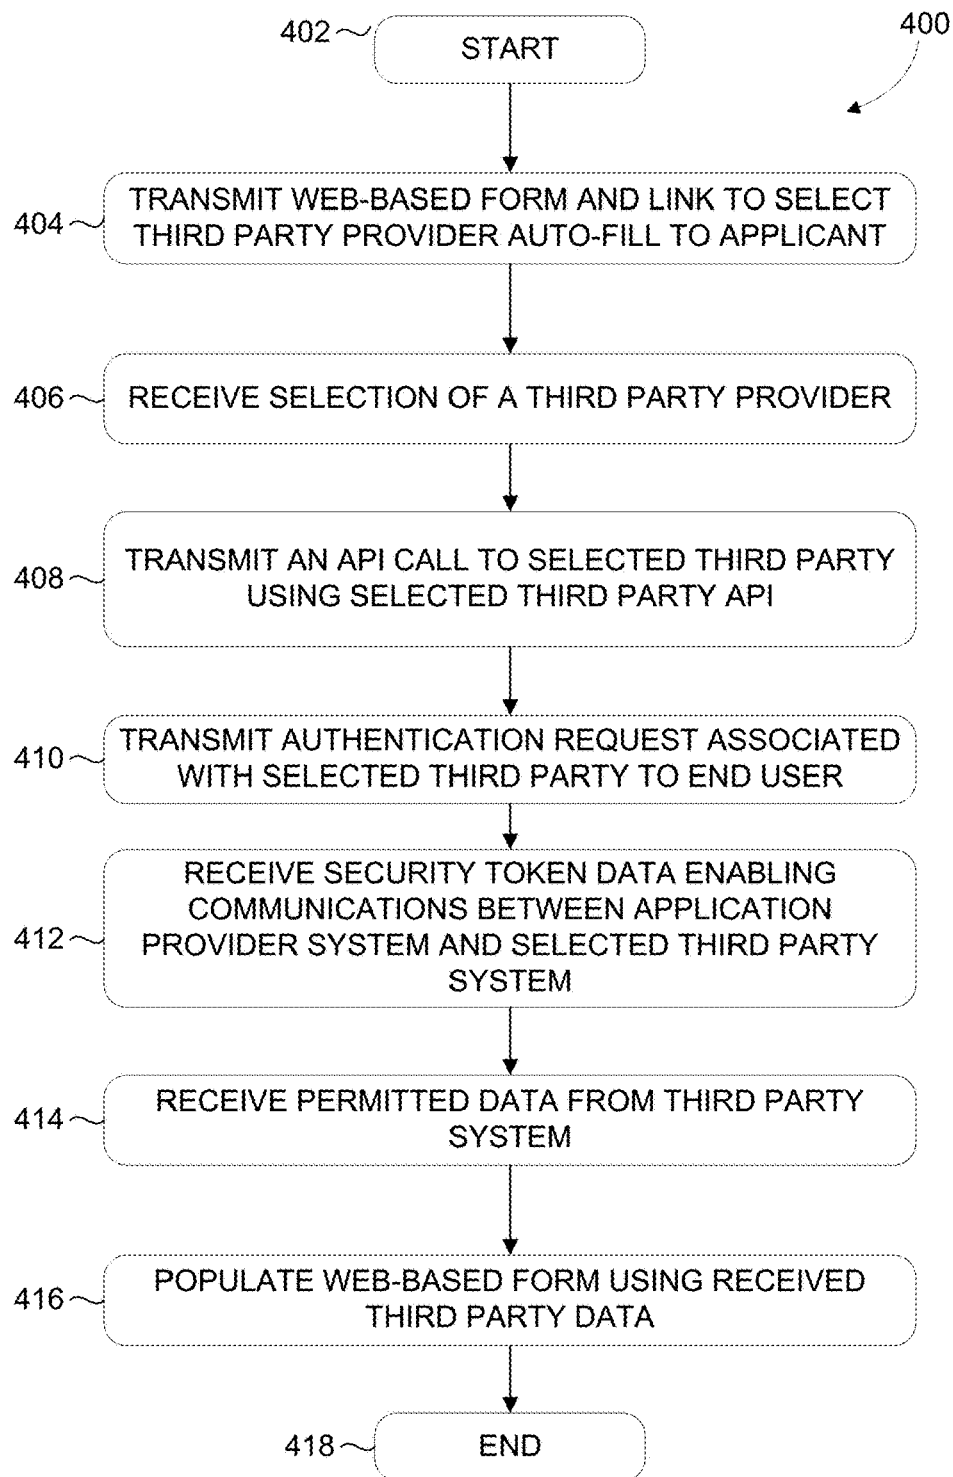 402
START
400
404
TRANSMIT WEB-BASED FORM AND LINK TO SELECT
THIRD PARTY PROVIDER AUTO-FILL TO APPLICANT
406
RECEIVE SELECTION OF A THIRD PARTY PROVIDER
408
TRANSMIT AN API CALL TO SELECTED THIRD PARTY
USING SELECTED THIRD PARTY API
410
TRANSMIT AUTHENTICATION REQUEST ASSOCIATED
WITH SELECTED THIRD PARTY TO END USER
412
RECEIVE SECURITY TOKEN DATA ENABLING
COMMUNICATIONS BETWEEN APPLICATION
PROVIDER SYSTEM AND SELECTED THIRD PARTY
SYSTEM
414
RECEIVE PERMITTED DATA FROM THIRD PARTY
SYSTEM
416
POPULATE WEB-BASED FORM USING RECEIVED
THIRD PARTY DATA
418
END